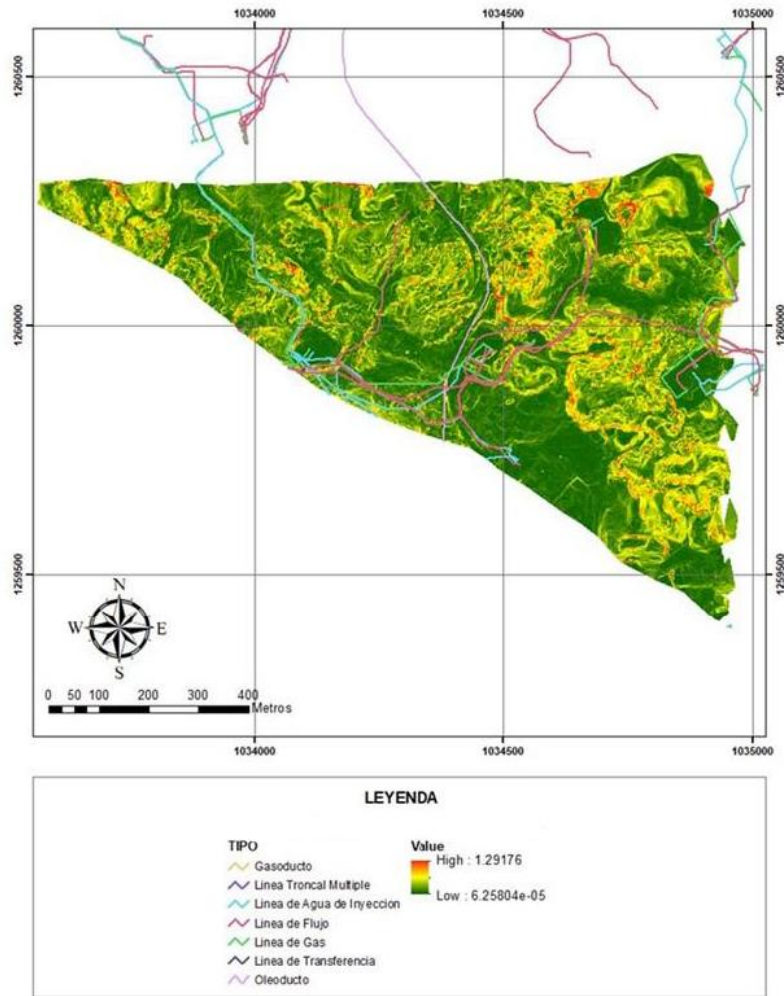 1034000 1034500 1035000
1260500 1260500
1260000 1260000
1259500 1259500
N
W E
S
0 50 100 200 300 400
Metros
1034000 1034500 1035000
LEYENDA
TIPO
Gasoducto
Linea Troncal Multiple
Linea de Agua de Inyeccion
Linea de Flujo
Linea de Gas
Linea de Transferencia
Oleoducto
Value
High : 1.29176
Low : 6.25804e-05